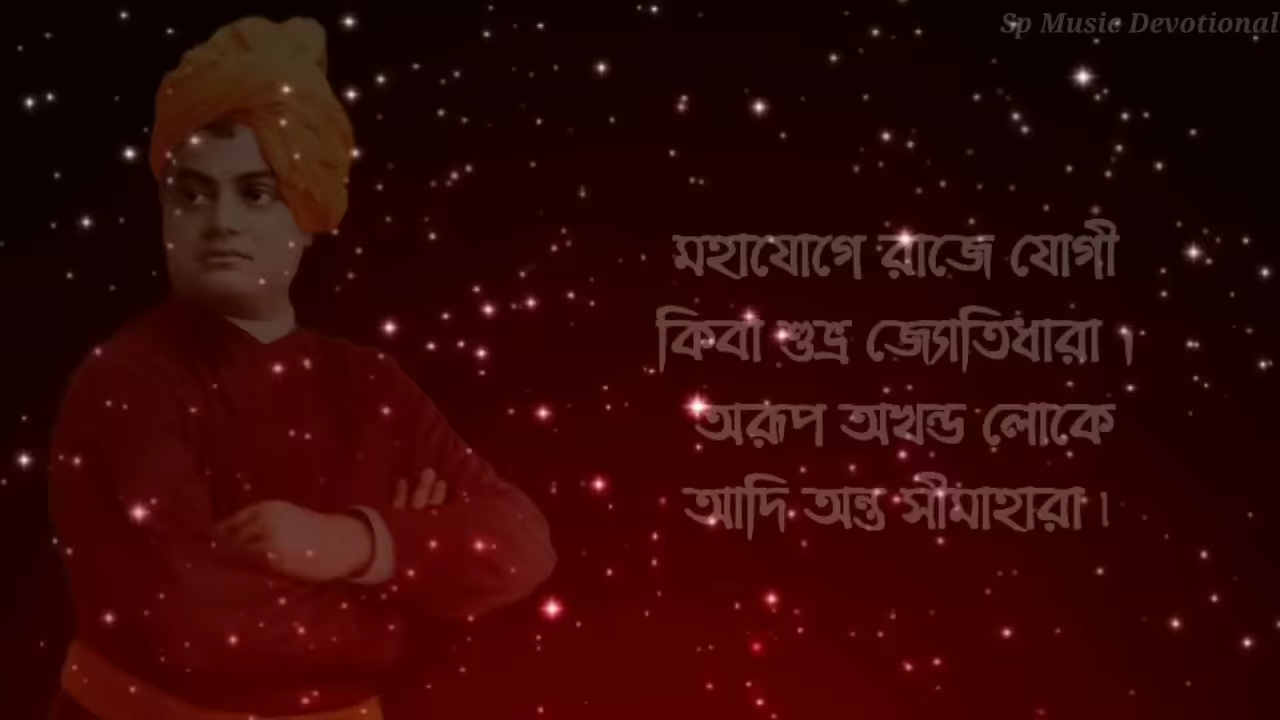 Sp Music Devotional
মহাযোগে রাজে যোগী
কিবা শুভ্র জ্যোতিধারা ।
অরূপ অখন্ড লোকে
আদি অন্ত সীমাহারা ।